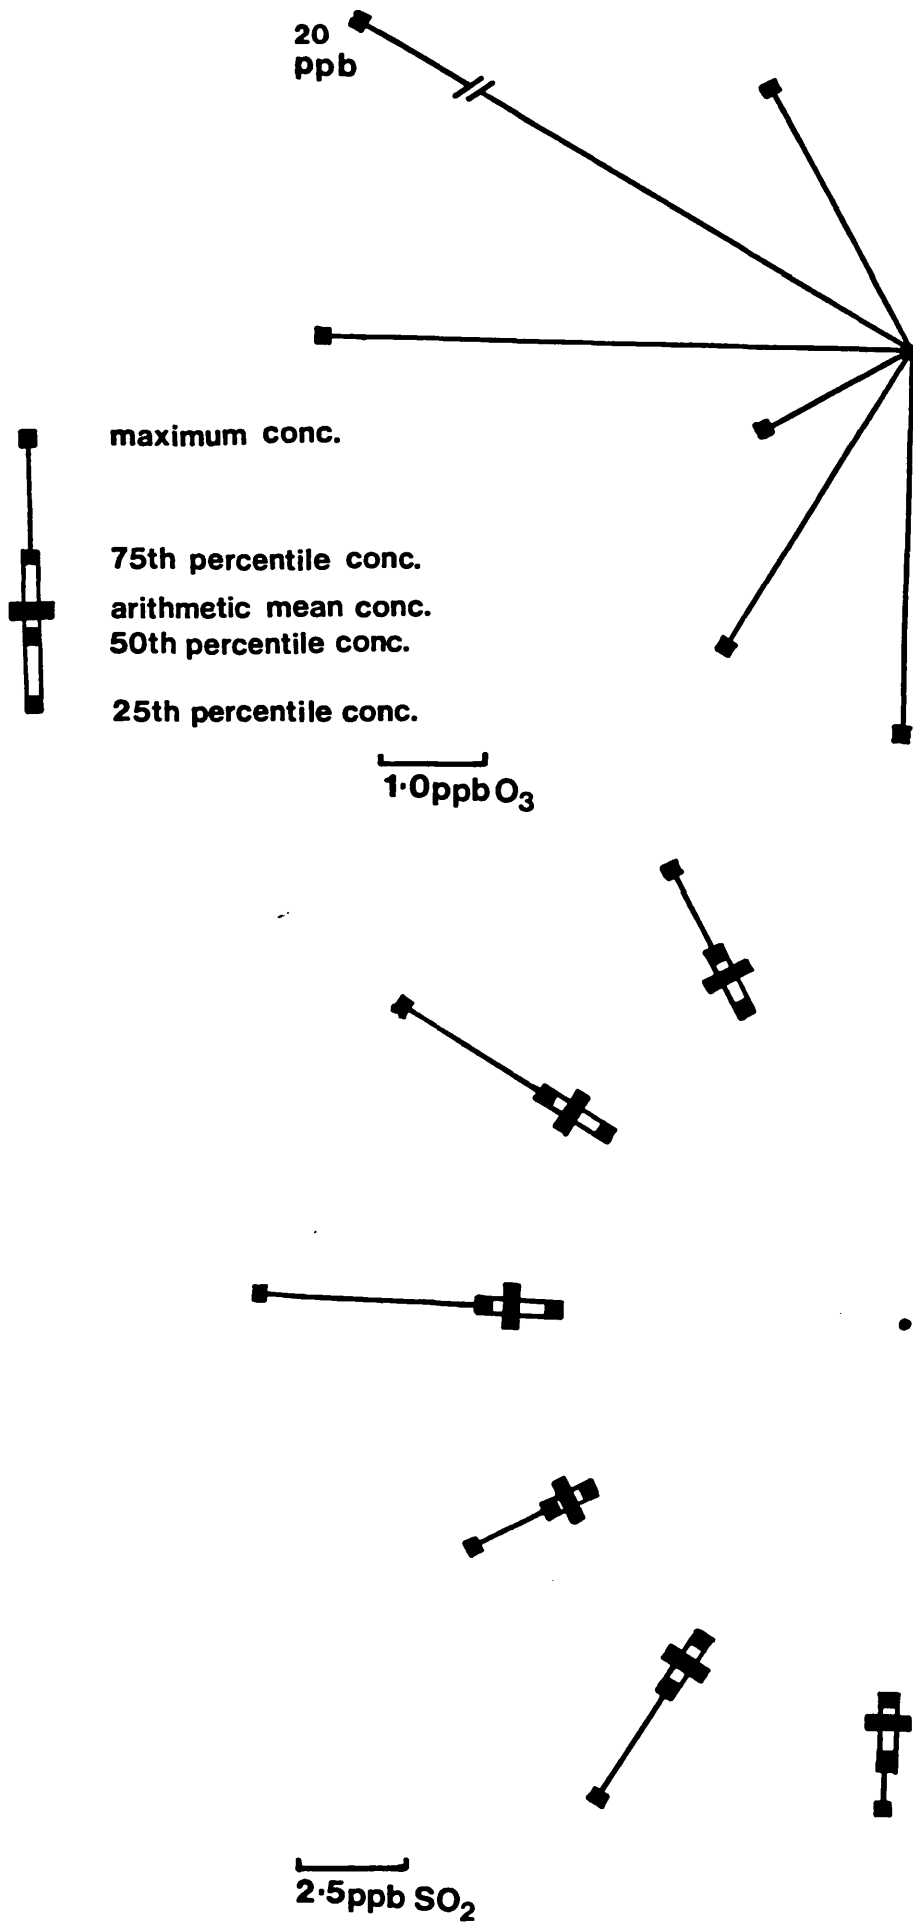 20
ppb
maximum conc.
75th percentile conc.
arithmetic mean conc.
50th percentile conc.
25th percentile conc.
1·0ppb O₃
2·5ppb SO₂